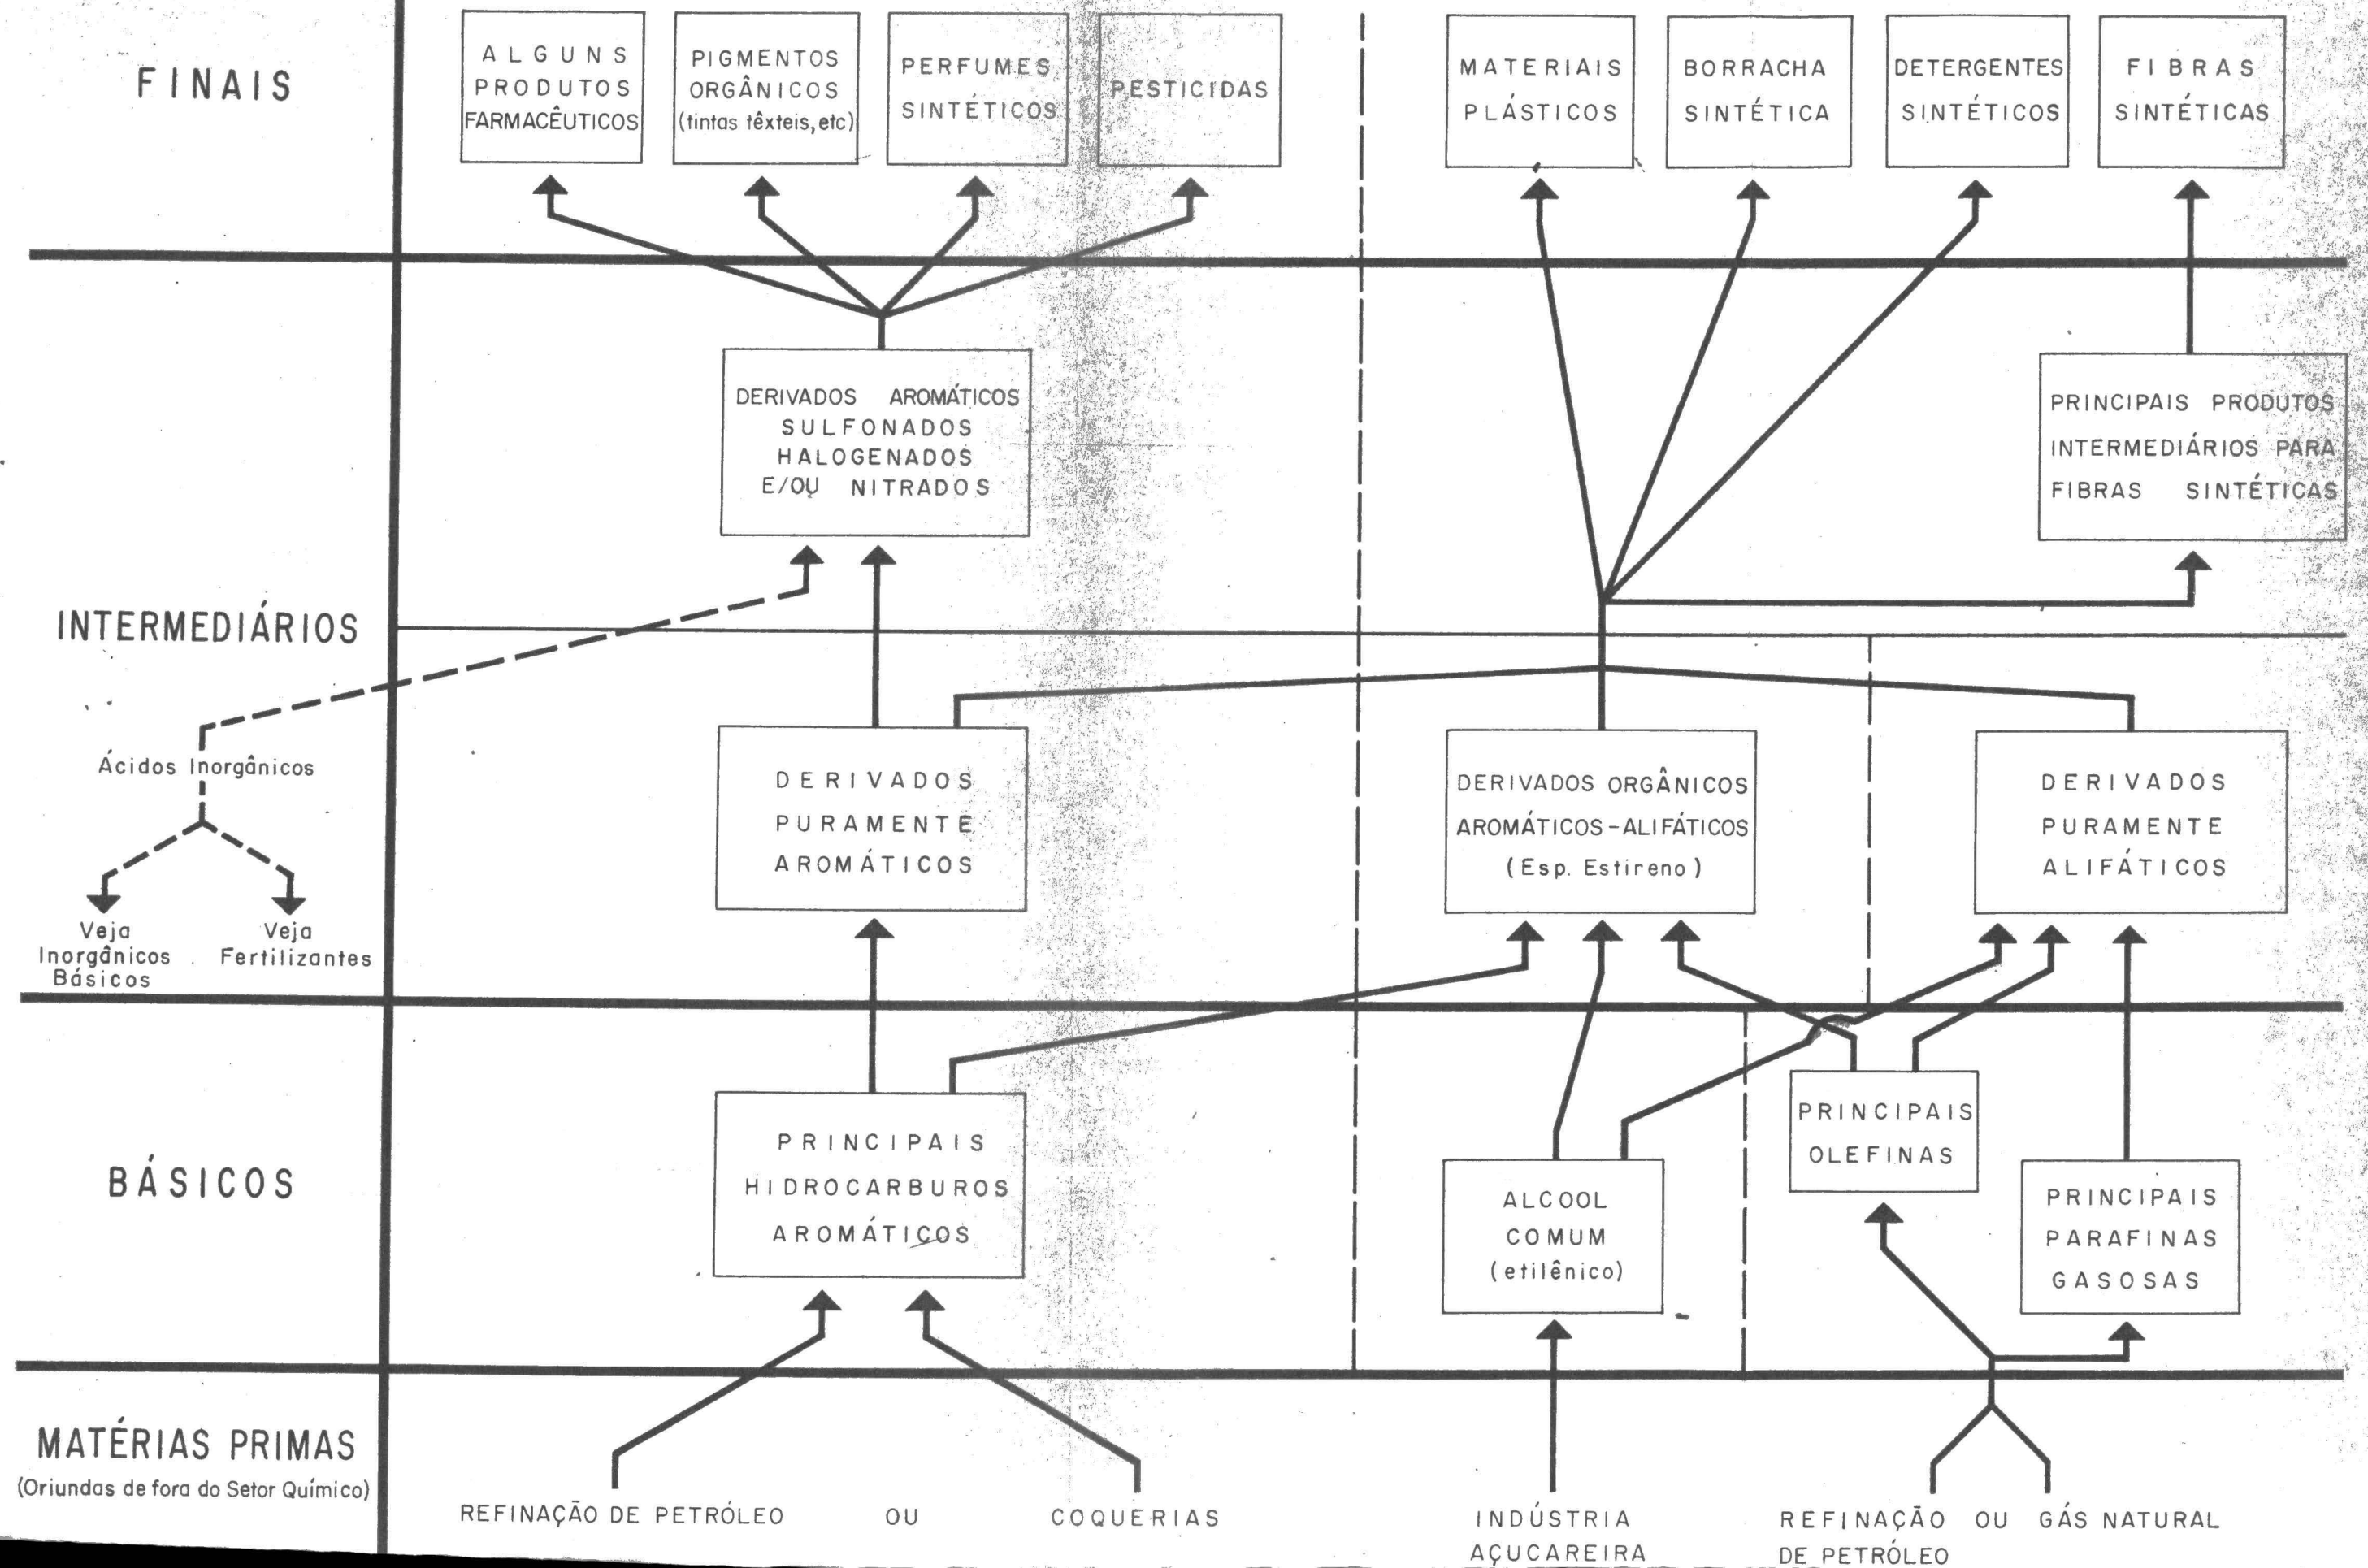 FINAIS
ALGUNS
PRODUTOS
FARMACÊUTICOS
PIGMENTOS
ORGÂNICOS
(tintas têxteis, etc)
PERFUMES
SINTÉTICOS
PESTICIDAS
MATERIAIS
PLÁSTICOS
BORRACHA
SINTÉTICA
DETERGENTES
SINTÉTICOS
FIBRAS
SINTÉTICAS
INTERMEDIÁRIOS
DERIVADOS AROMÁTICOS
SULFONADOS
HALOGENADOS
E/OU NITRADOS
PRINCIPAIS PRODUTOS
INTERMEDIÁRIOS PARA
FIBRAS SINTÉTICAS
Ácidos Inorgânicos
Veja
Inorgânicos
Básicos
Veja
Fertilizantes
DERIVADOS
PURAMENTE
AROMÁTICOS
DERIVADOS ORGÂNICOS
AROMÁTICOS-ALIFÁTICOS
(Esp. Estireno)
DERIVADOS
PURAMENTE
ALIFÁTICOS
BÁSICOS
PRINCIPAIS
HIDROCARBUROS
AROMÁTICOS
ALCOOL
COMUM
(etilênico)
PRINCIPAIS
OLEFINAS
PRINCIPAIS
PARAFINAS
GASOSAS
MATÉRIAS PRIMAS
(Oriundas de fora do Setor Químico)
REFINAÇÃO DE PETRÓLEO OU COQUERIAS
INDÚSTRIA
AÇUCAREIRA
REFINAÇÃO OU GÁS NATURAL
DE PETRÓLEO